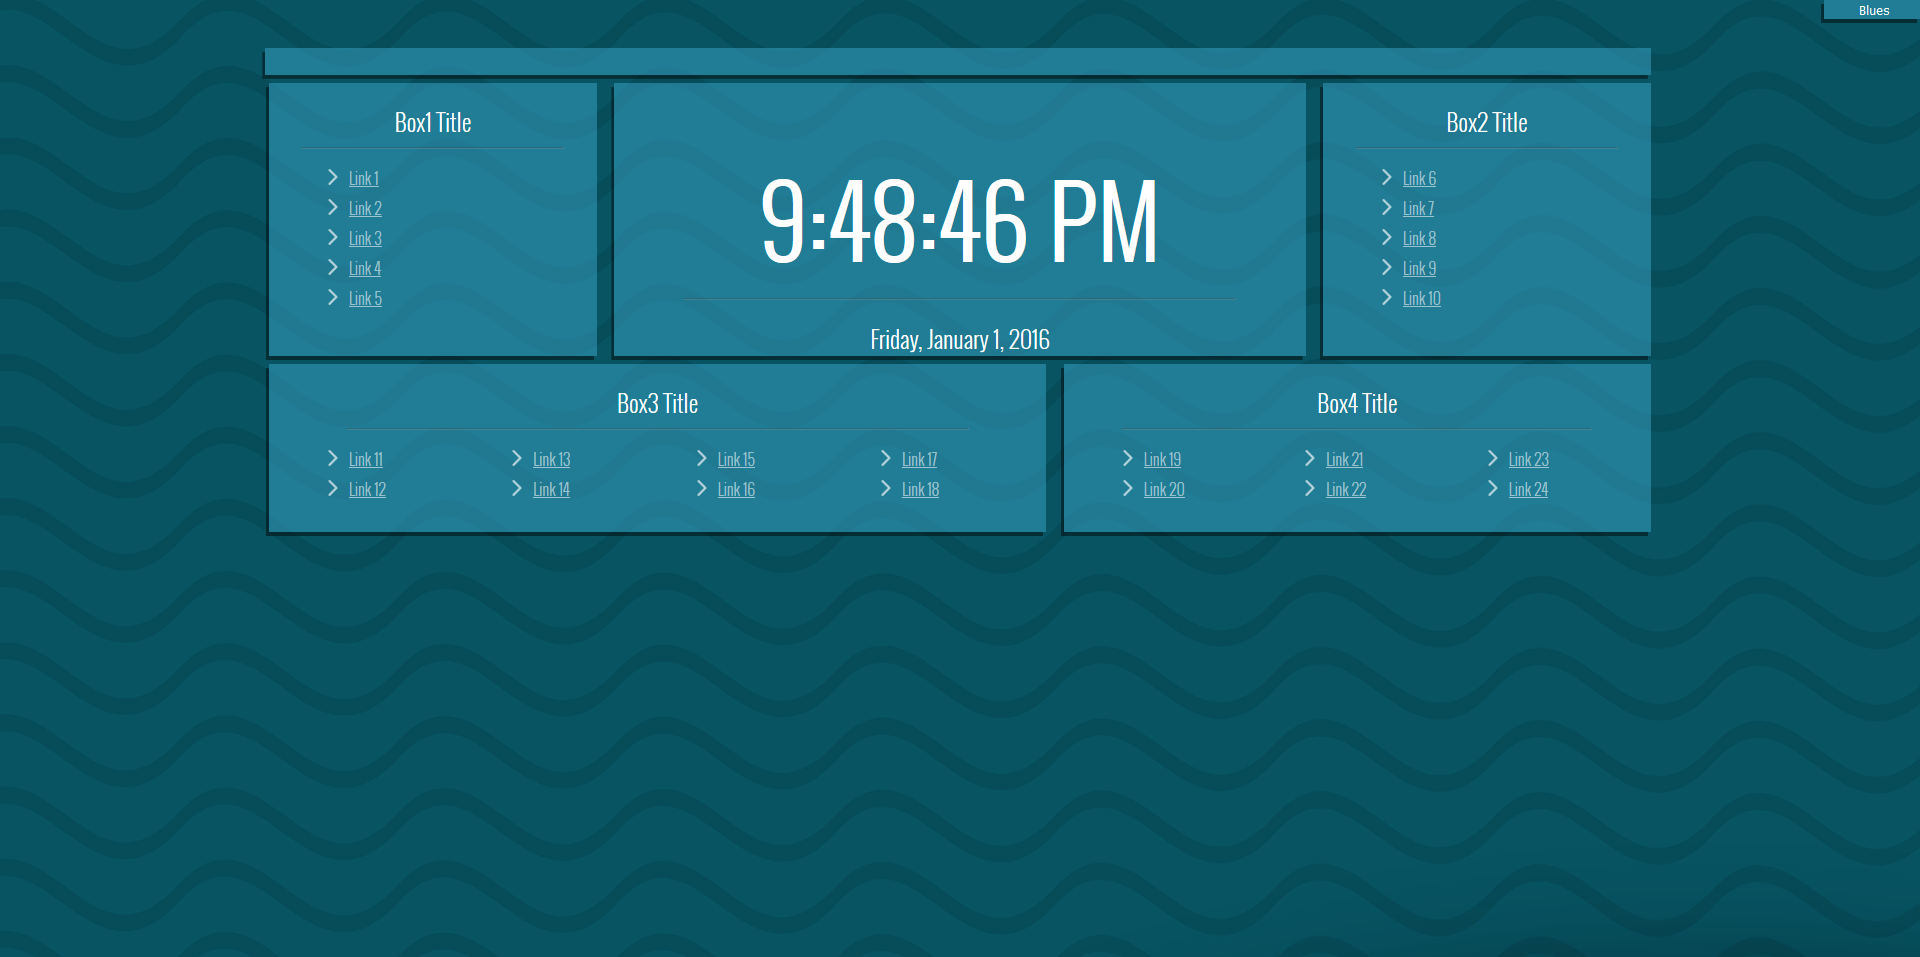 Blues
Box1 Title
Link 1
Link 2
Link 3
Link 4
Link 5
9:48:46 PM
Friday, January 1, 2016
Box2 Title
Link 6
Link 7
Link 8
Link 9
Link 10
Box3 Title
Link 11 Link 13 Link 15 Link 17
Link 12 Link 14 Link 16 Link 18
Box4 Title
Link 19 Link 21 Link 23
Link 20 Link 22 Link 24